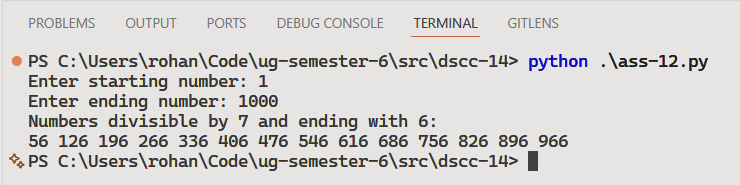 PROBLEMS OUTPUT PORTS DEBUG CONSOLE TERMINAL GITLENS
PS C:\Users\rohan\Code\ug-semester-6\src\dscc-14> python .\ass-12.py
Enter starting number: 1
Enter ending number: 1000
Numbers divisible by 7 and ending with 6:
56 126 196 266 336 406 476 546 616 686 756 826 896 966
PS C:\Users\rohan\Code\ug-semester-6\src\dscc-14>